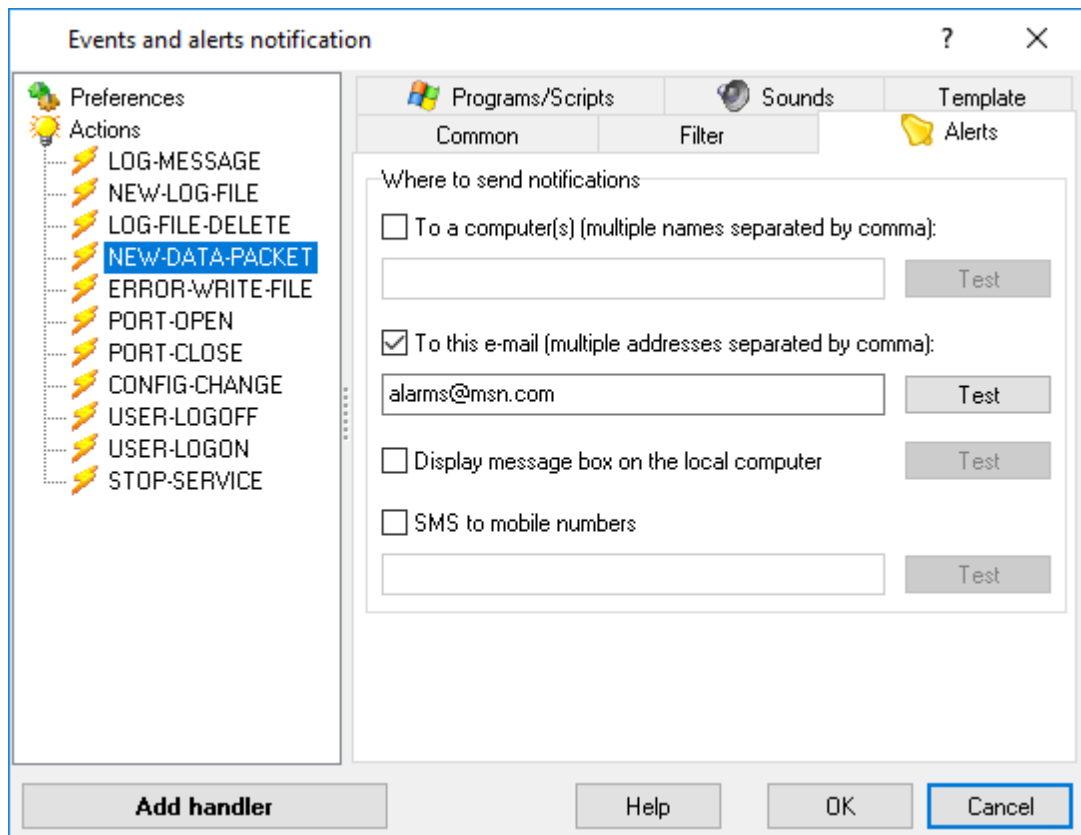 Events and alerts notification
?
Preferences
Actions
LOG-MESSAGE
NEW-LOG-FILE
LOG-FILE-DELETE
NEW-DATA-PACKET
ERROR-WRITE-FILE
PORT-OPEN
PORT-CLOSE
CONFIG-CHANGE
USER-LOGOFF
USER-LOGON
STOP-SERVICE
Programs/Scripts Sounds Template
Common Filter Alerts
Where to send notifications
To a computer(s) (multiple names separated by comma):
Test
To this e-mail (multiple addresses separated by comma):
alarms@msn.com Test
Display message box on the local computer Test
SMS to mobile numbers
Test
Add handler Help OK Cancel